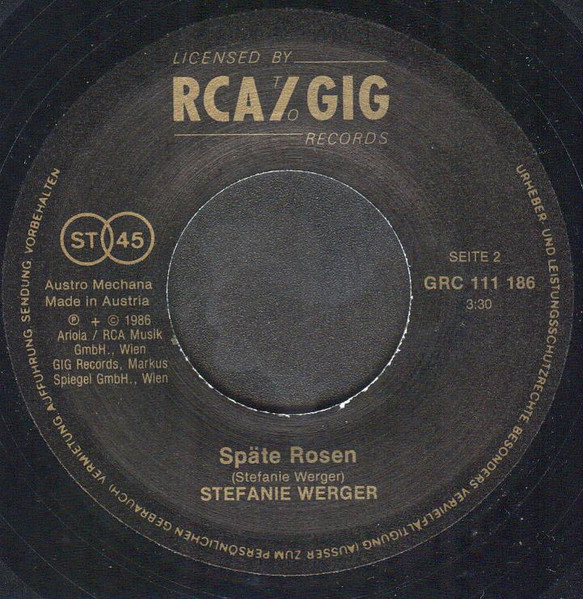 LICENSED BY
RCA/GIG
TO
RECORDS
ST 45
SEITE 2
GRC 111 186
3:30
Austro Mechana
Made in Austria
℗ + © 1986
Ariola / RCA Musik
GmbH., Wien
GIG Records, Markus
Spiegel GmbH., Wien
Späte Rosen
(Stefanie Werger)
STEFANIE WERGER
URHEBER- UND LEISTUNGSSCHUTZRECHTE BESONDERS VERVIELFÄLTIGUNG (AUSSER ZUM PERSÖNLICHEN GEBRAUCH), VERMIETUNG, AUFFÜHRUNG, SENDUNG, VORBEHALTEN